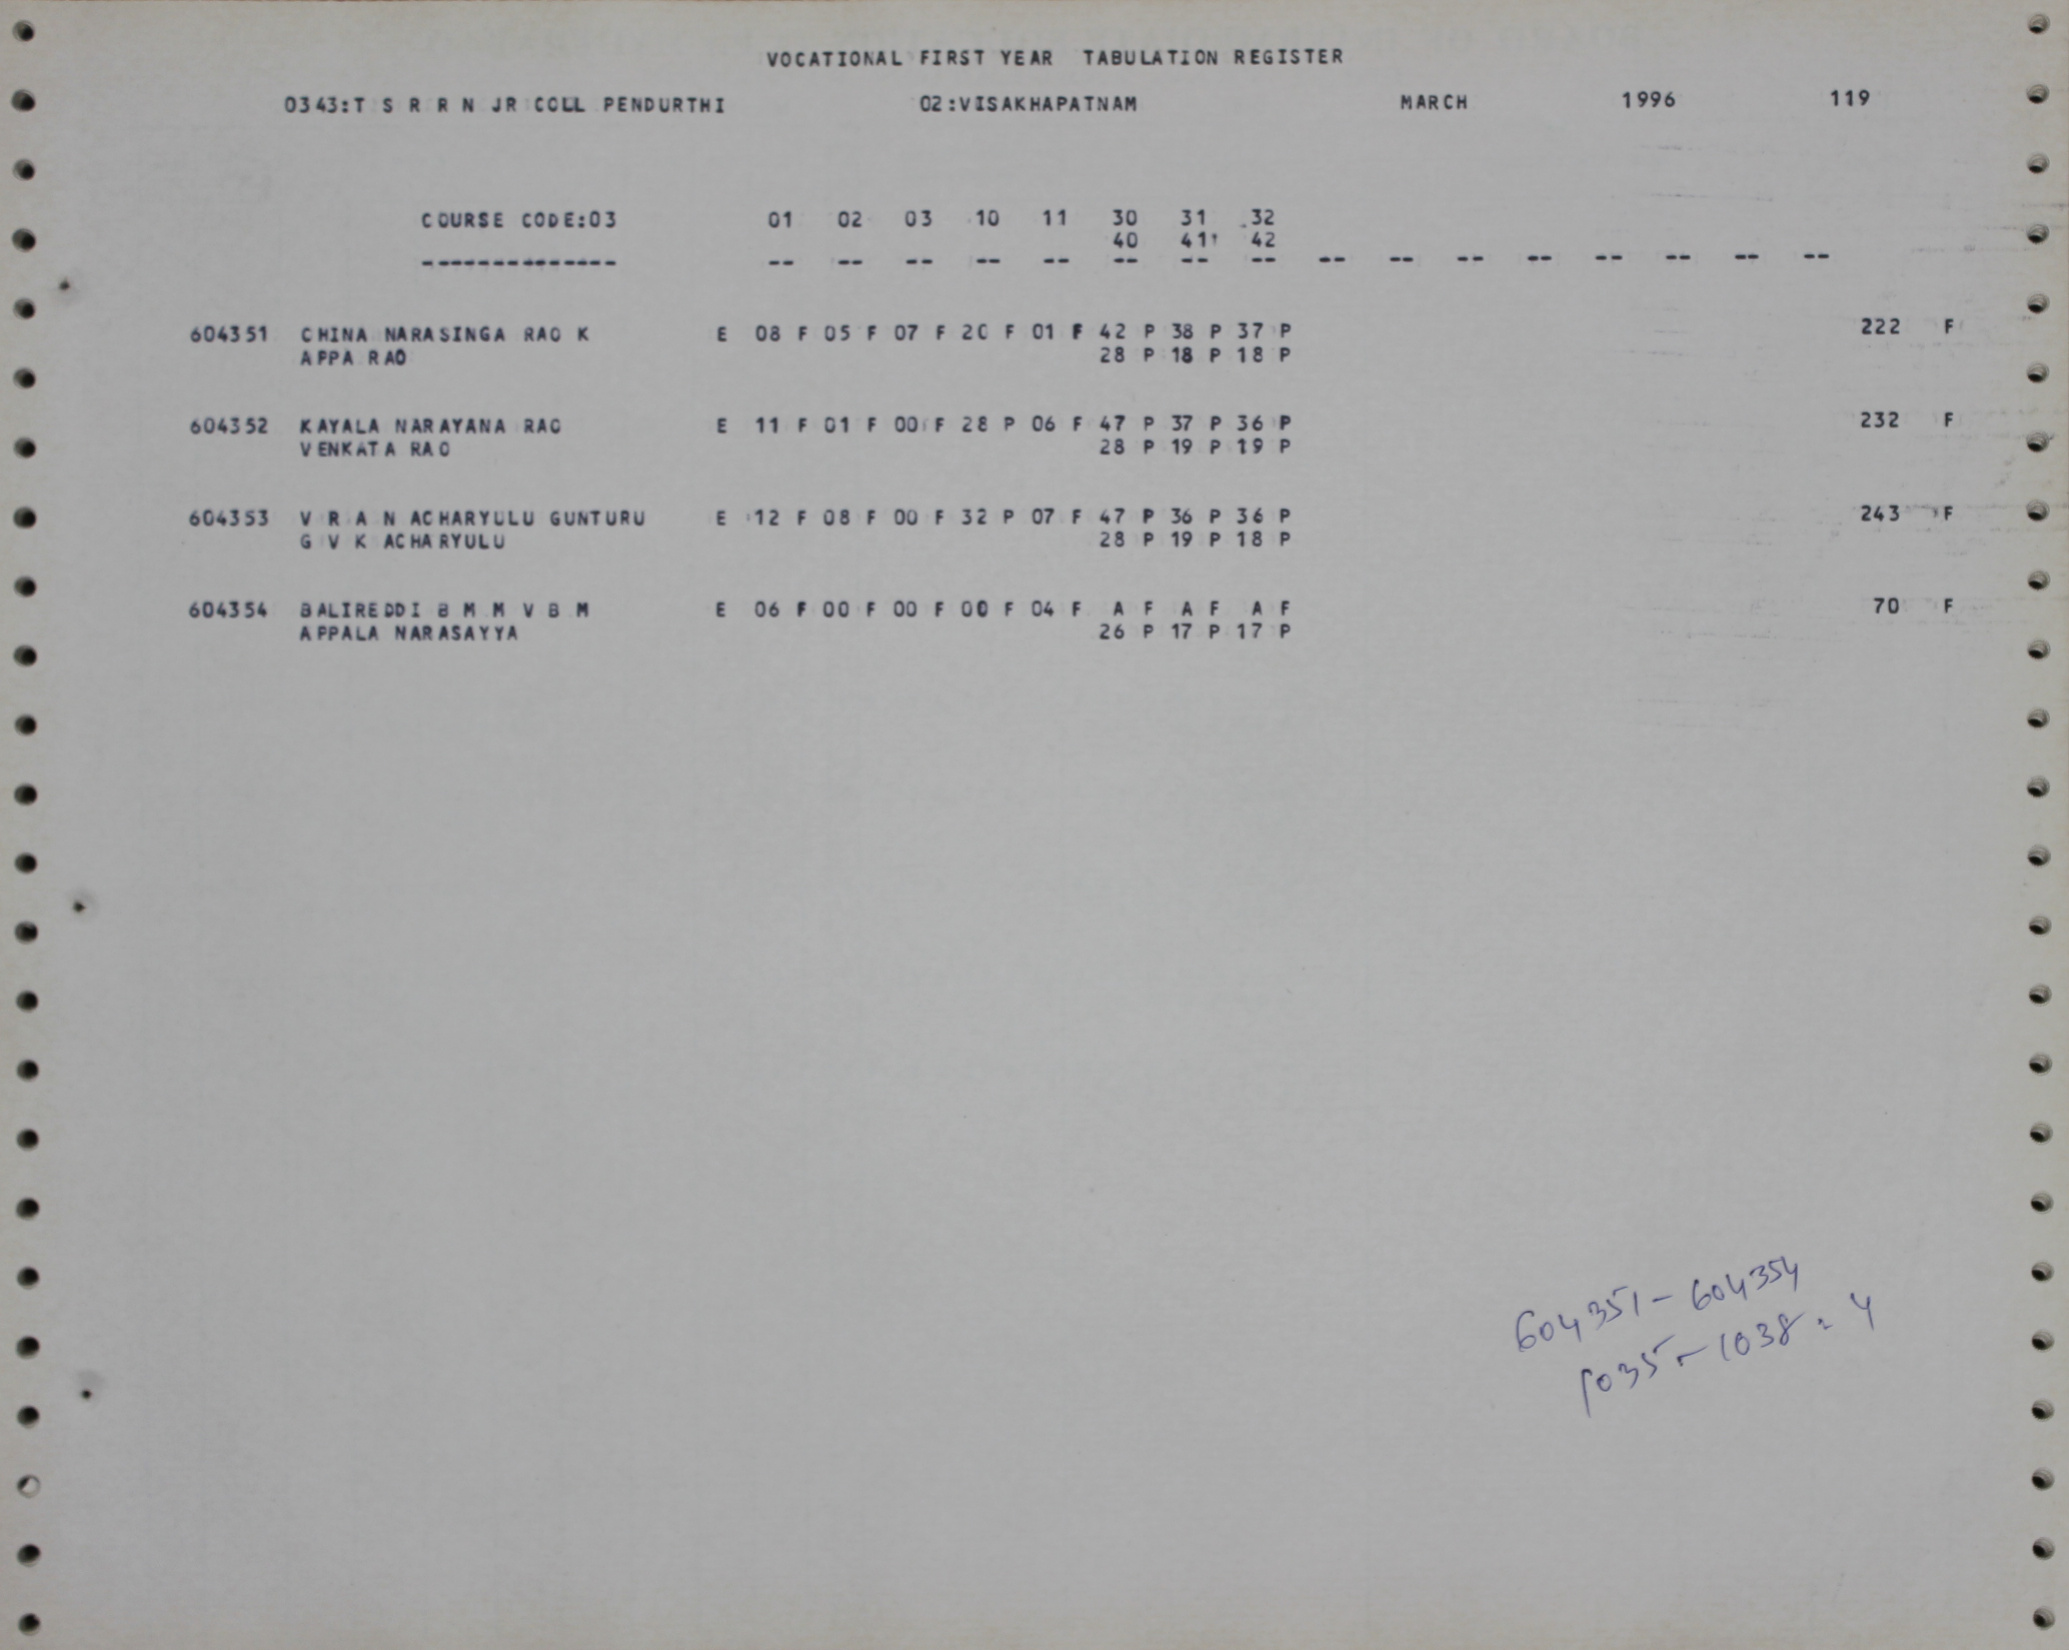 VOCATIONAL FIRST YEAR TABULATION REGISTER
0343:T S R R N JR COLL PENDURTHI 02:VISAKHAPATNAM MARCH 1996 119
COURSE CODE:03 01 02 03 10 11 30 31 32
40 41 42
-------------- -- -- -- -- -- -- -- -- -- -- -- -- -- -- -- --
604351 CHINA NARASINGA RAO K E 08 F 05 F 07 F 20 F 01 F 42 P 38 P 37 P 222 F
APPA RAO 28 P 18 P 18 P
604352 KAYALA NARAYANA RAO E 11 F 01 F 00 F 28 P 06 F 47 P 37 P 36 P 232 F
VENKATA RAO 28 P 19 P 19 P
604353 V R A N ACHARYULU GUNTURU E 12 F 08 F 00 F 32 P 07 F 47 P 36 P 36 P 243 F
G V K ACHARYULU 28 P 19 P 18 P
604354 BALIREDDI B M M V B M E 06 F 00 F 00 F 00 F 04 F A F A F A F 70 F
APPALA NARASAYYA 26 P 17 P 17 P
604351 - 604354
1035 - 1038 = 4